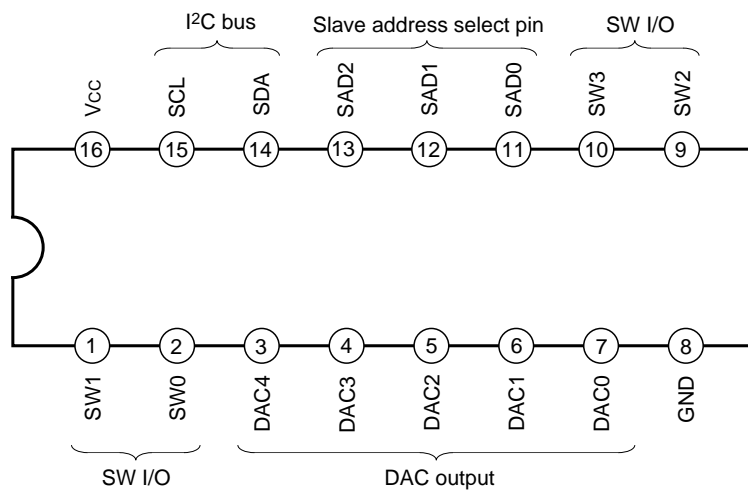 I²C bus Slave address select pin SW I/O
Vcc SCL SDA SAD2 SAD1 SAD0 SW3 SW2
16 15 14 13 12 11 10 9
1 2 3 4 5 6 7 8
SW1 SW0 DAC4 DAC3 DAC2 DAC1 DAC0 GND
SW I/O DAC output